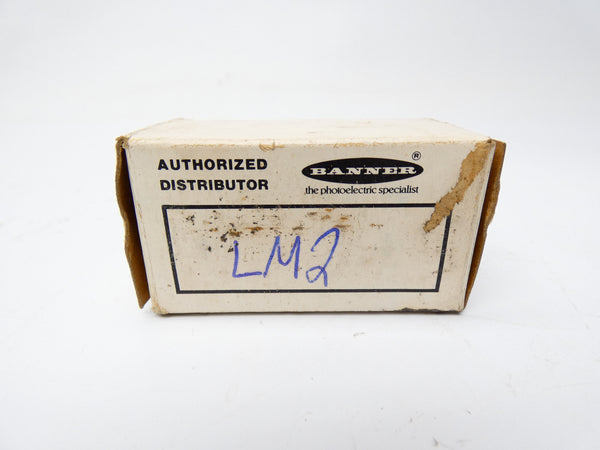 AUTHORIZED
DISTRIBUTOR
BANNER®
the photoelectric specialist
LM2